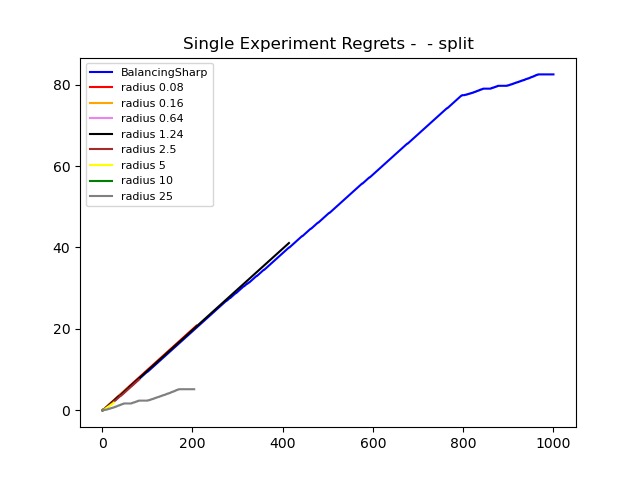 Single Experiment Regrets -  - split
BalancingSharp
radius 0.08
radius 0.16
radius 0.64
radius 1.24
radius 2.5
radius 5
radius 10
radius 25
80
60
40
20
0
0 200 400 600 800 1000